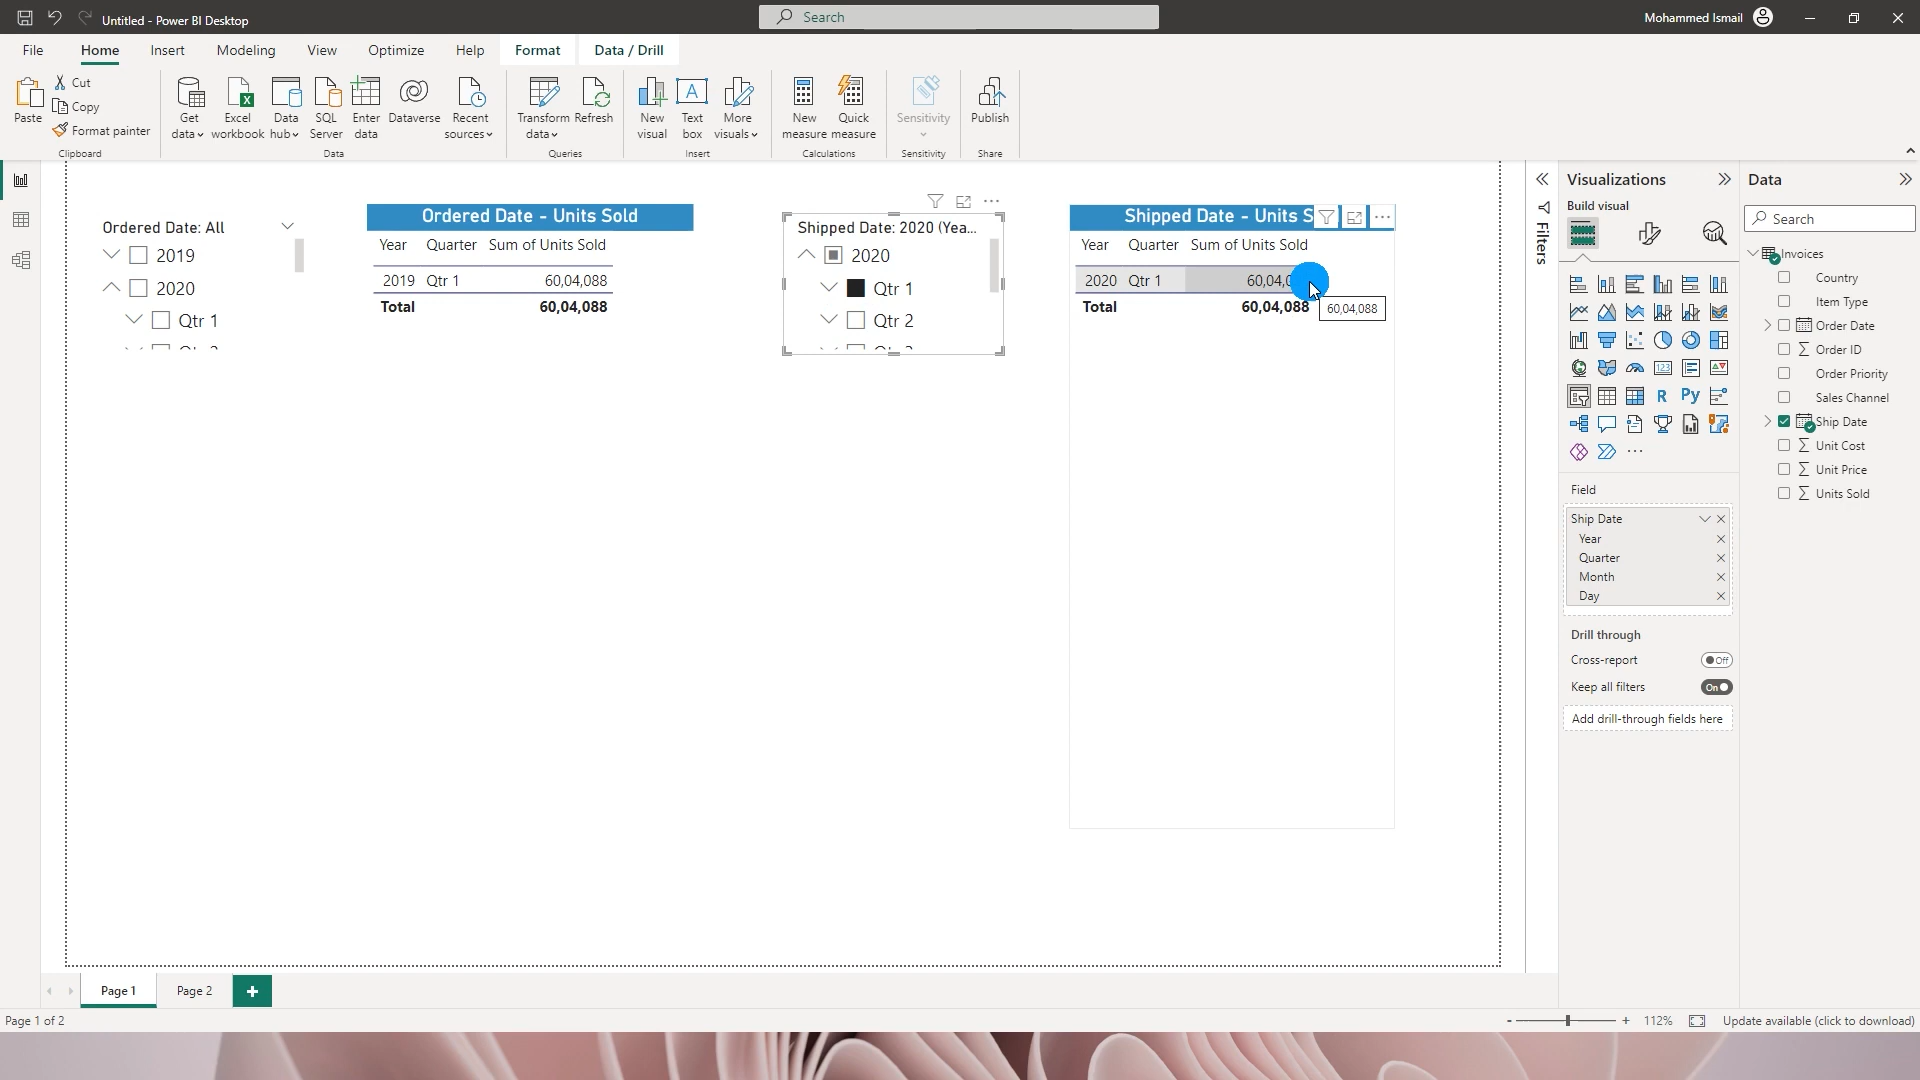 Untitled - Power BI Desktop
Search
Mohammed Ismail
File Home Insert Modeling View Optimize Help Format Data / Drill
Paste
Cut
Copy
Format painter
Get data
Excel workbook
Data hub
SQL Server
Enter data
Dataverse
Recent sources
Transform data
Refresh
New visual
Text box
More visuals
New measure
Quick measure
Sensitivity
Publish
Clipboard
Data
Queries
Insert
Calculations
Sensitivity
Share
Ordered Date: All
2019
2020
Qtr 1
Ordered Date - Units Sold
Year Quarter Sum of Units Sold
2019 Qtr 1 60,04,088
Total 60,04,088
Shipped Date: 2020 (Yea...
2020
Qtr 1
Qtr 2
Shipped Date - Units S
Year Quarter Sum of Units Sold
2020 Qtr 1 60,04,0
Total 60,04,088
60,04,088
Filters
Visualizations
Build visual
R Py
123
Field
Ship Date
Year
Quarter
Month
Day
Drill through
Cross-report Off
Keep all filters On
Add drill-through fields here
Data
Search
Invoices
Country
Item Type
Order Date
Order ID
Order Priority
Sales Channel
Ship Date
Unit Cost
Unit Price
Units Sold
Page 1 Page 2 +
Page 1 of 2
- + 112%
Update available (click to download)